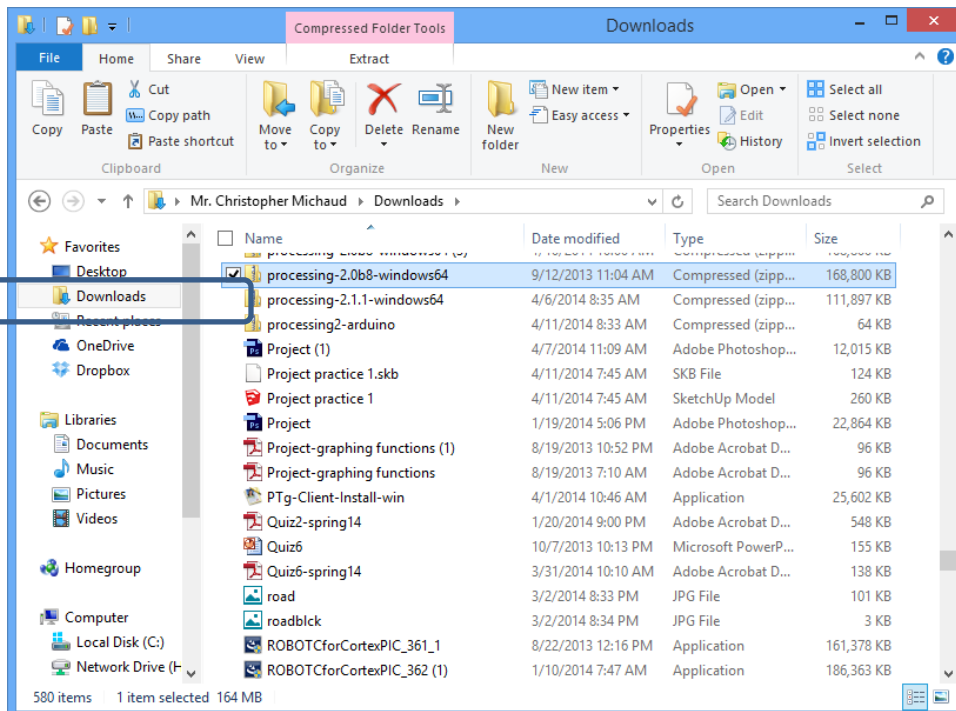 Compressed Folder Tools Downloads
File Home Share View Extract
Copy
Paste
Cut
Copy path
Paste shortcut
Clipboard
Move to
Copy to
Delete
Rename
Organize
New folder
New item
Easy access
New
Properties
Open
Edit
History
Open
Select all
Select none
Invert selection
Select
Mr. Christopher Michaud Downloads Search Downloads
Favorites
Desktop
Downloads
Recent places
OneDrive
Dropbox
Libraries
Documents
Music
Pictures
Videos
Homegroup
Computer
Local Disk (C:)
Network Drive (H
Name Date modified Type Size
processing-2.0b8-windows64 9/12/2013 11:04 AM Compressed (zipp... 168,800 KB
processing-2.1.1-windows64 4/6/2014 8:35 AM Compressed (zipp... 111,897 KB
processing2-arduino 4/11/2014 8:33 AM Compressed (zipp... 64 KB
Project (1) 4/7/2014 11:09 AM Adobe Photoshop... 12,015 KB
Project practice 1.skb 4/11/2014 7:45 AM SKB File 124 KB
Project practice 1 4/11/2014 7:45 AM SketchUp Model 260 KB
Project 1/19/2014 5:06 PM Adobe Photoshop... 22,864 KB
Project-graphing functions (1) 8/19/2013 10:52 PM Adobe Acrobat D... 96 KB
Project-graphing functions 8/19/2013 7:10 AM Adobe Acrobat D... 96 KB
PTg-Client-Install-win 4/1/2014 10:46 AM Application 25,602 KB
Quiz2-spring14 1/20/2014 9:00 PM Adobe Acrobat D... 548 KB
Quiz6 10/7/2013 10:13 PM Microsoft PowerP... 155 KB
Quiz6-spring14 3/31/2014 10:10 AM Adobe Acrobat D... 138 KB
road 3/2/2014 8:33 PM JPG File 101 KB
roadblck 3/2/2014 8:34 PM JPG File 3 KB
ROBOTCforCortexPIC_361_1 8/22/2013 12:16 PM Application 161,378 KB
ROBOTCforCortexPIC_362 (1) 1/10/2014 7:47 AM Application 186,363 KB
580 items 1 item selected 164 MB